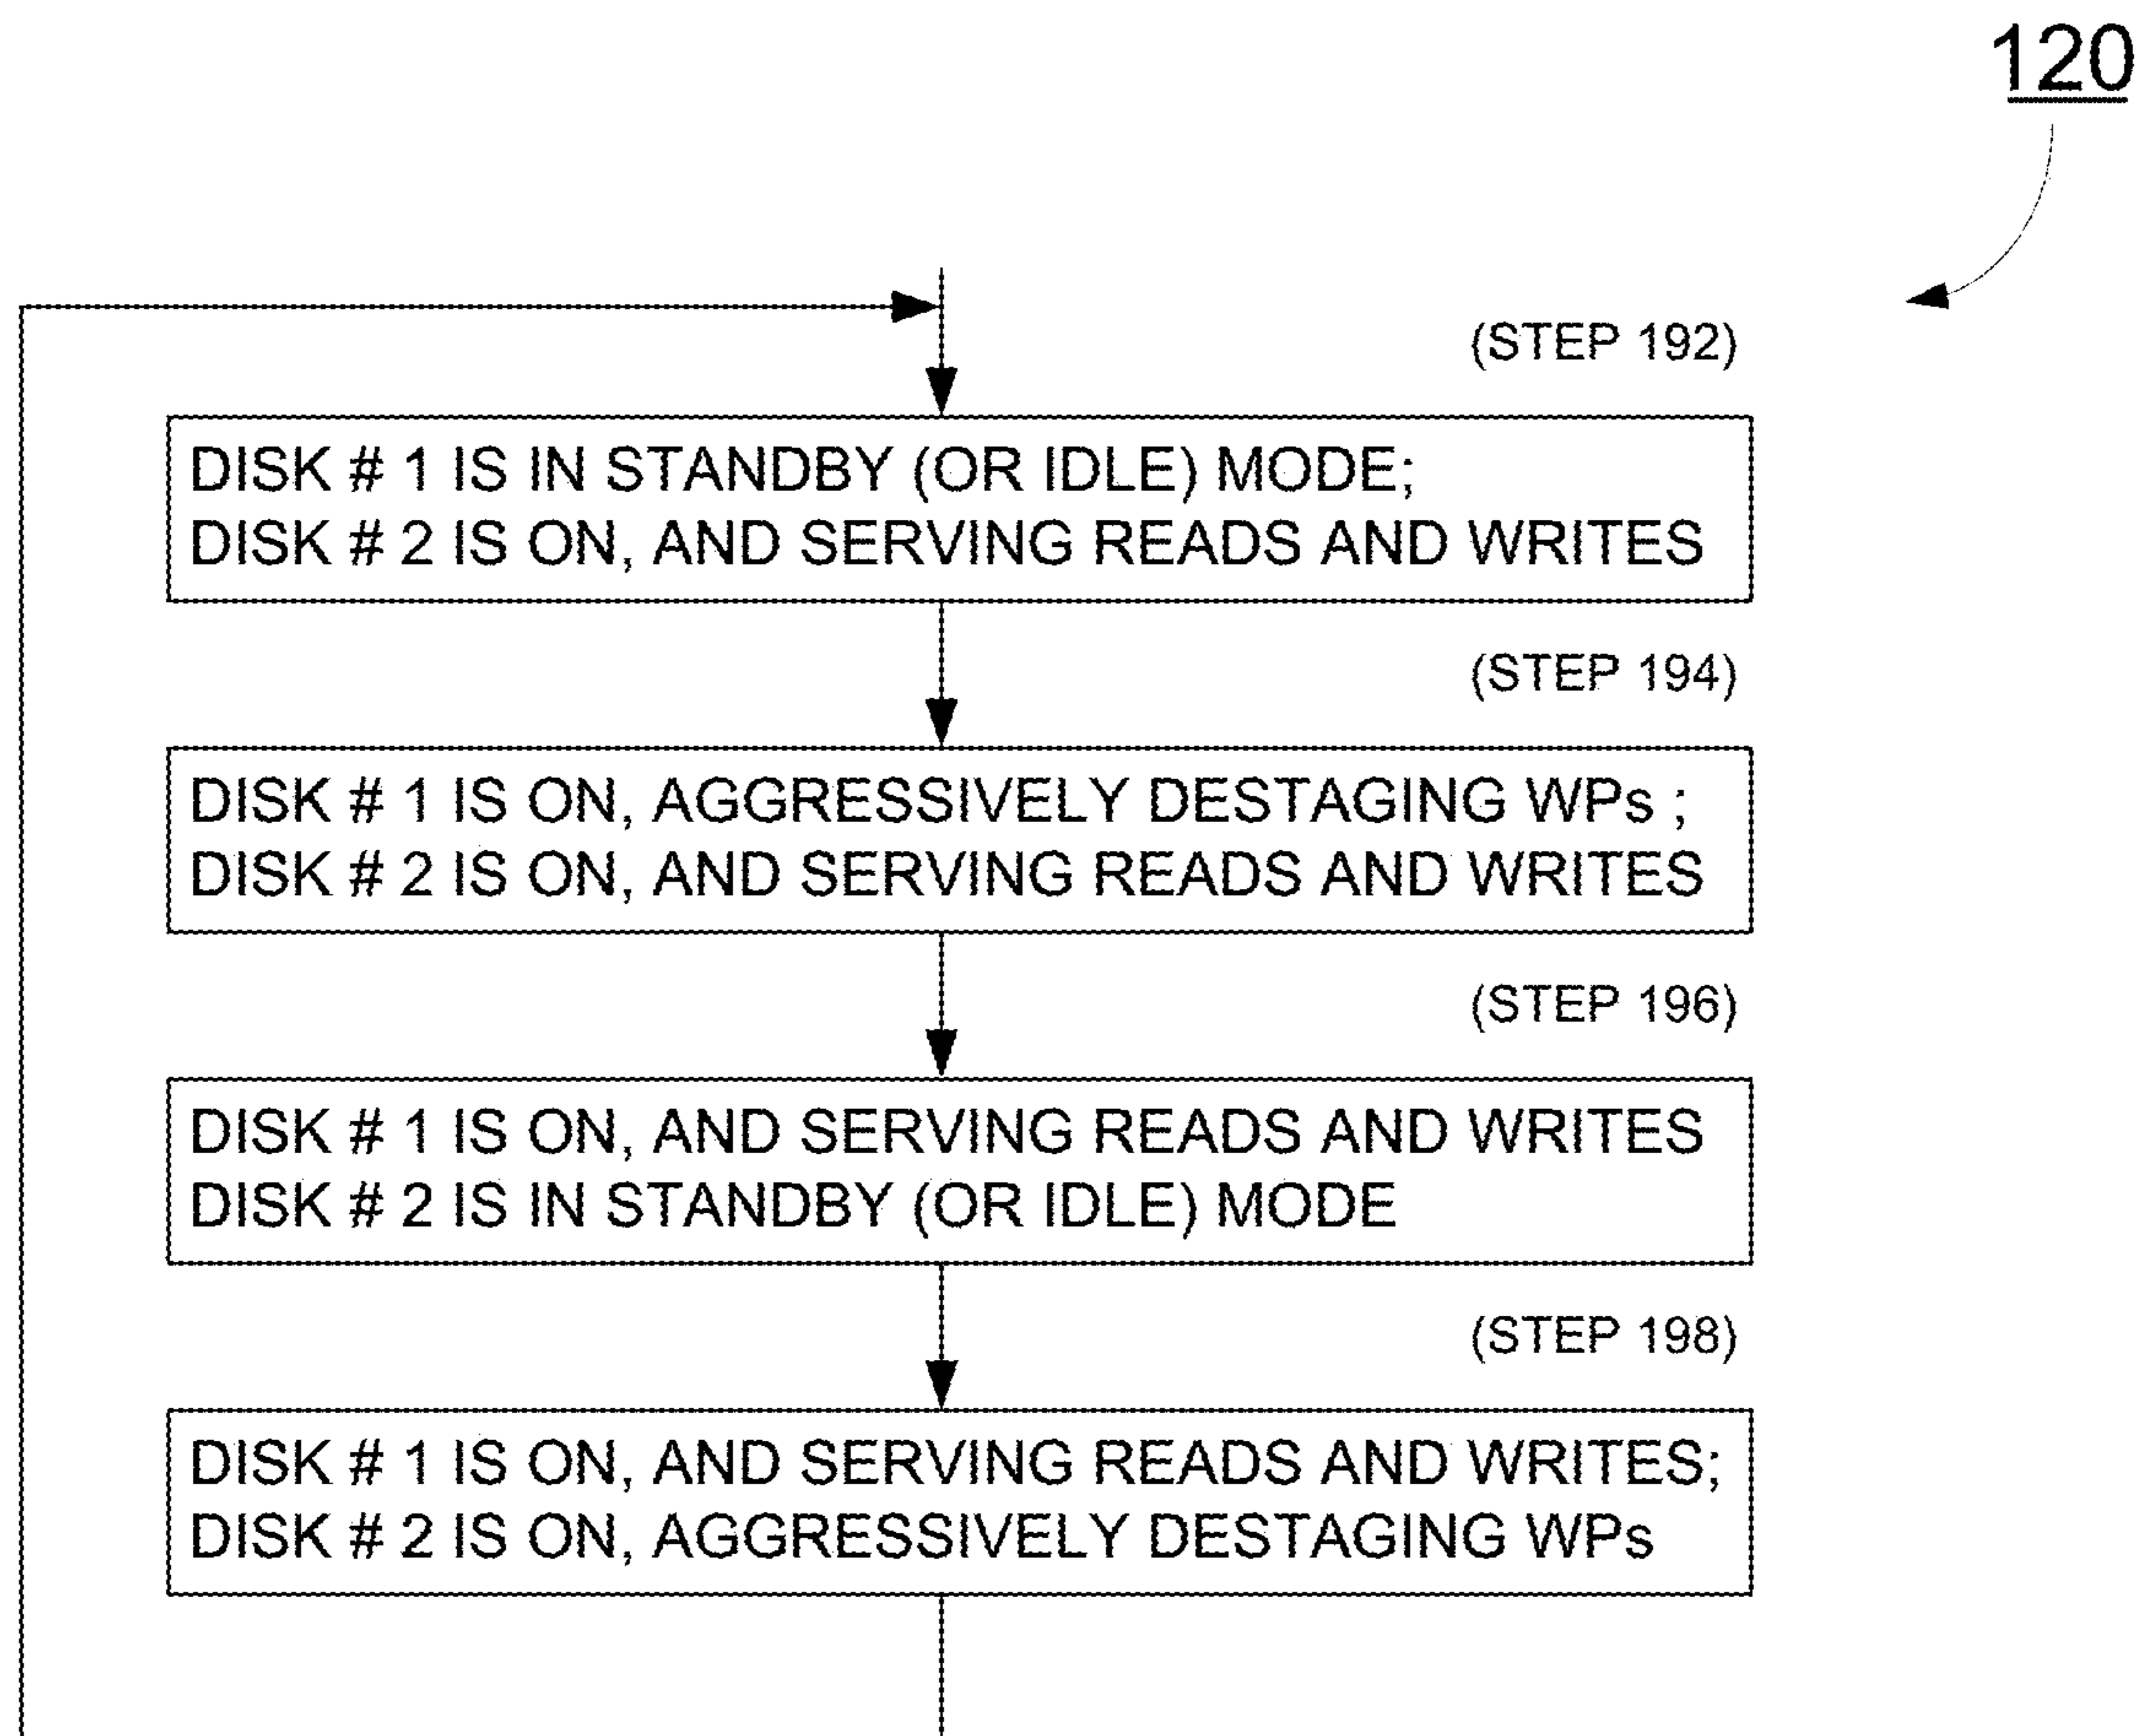 120
(STEP 192)
DISK # 1 IS IN STANDBY (OR IDLE) MODE;
DISK # 2 IS ON, AND SERVING READS AND WRITES
(STEP 194)
DISK # 1 IS ON, AGGRESSIVELY DESTAGING WPs ;
DISK # 2 IS ON, AND SERVING READS AND WRITES
(STEP 196)
DISK # 1 IS ON, AND SERVING READS AND WRITES
DISK # 2 IS IN STANDBY (OR IDLE) MODE
(STEP 198)
DISK # 1 IS ON, AND SERVING READS AND WRITES;
DISK # 2 IS ON, AGGRESSIVELY DESTAGING WPs